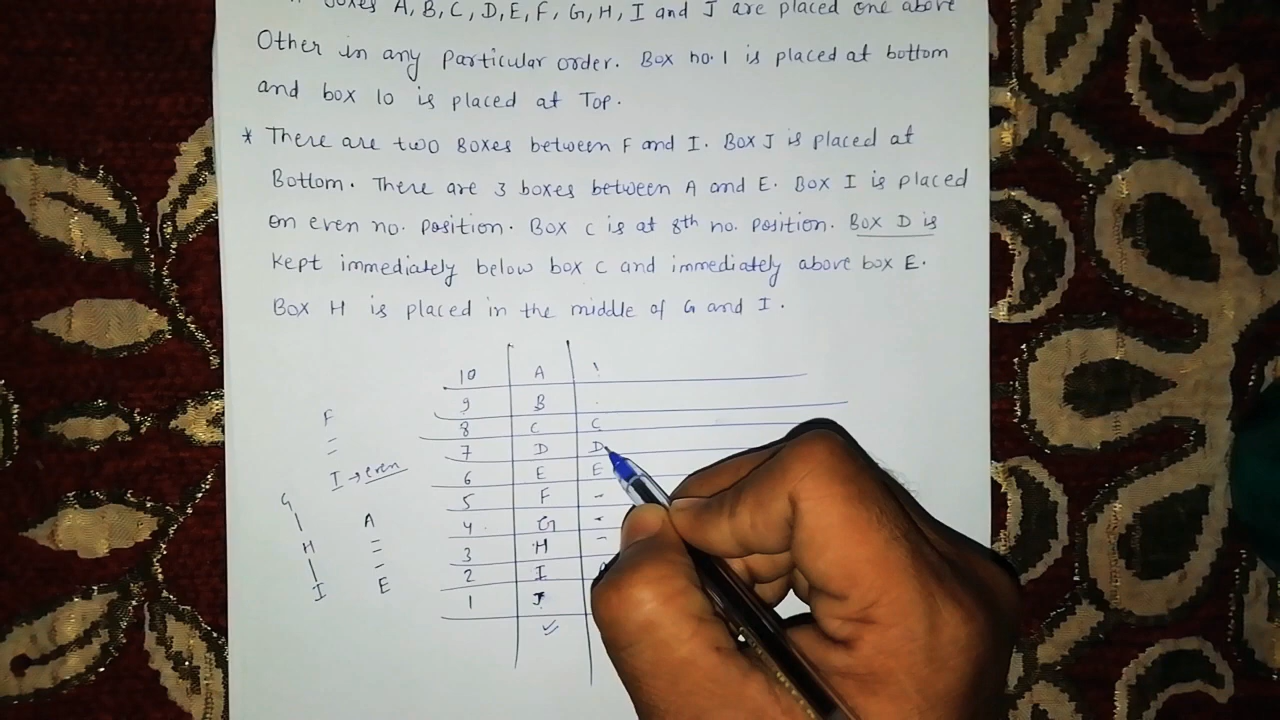 Boxes A, B, C, D, E, F, G, H, I and J are placed one above
Other in any particular order. Box no. 1 is placed at bottom
and box 10 is placed at Top.
* There are two Boxes between F and I. Box J is placed at
Bottom. There are 3 boxes between A and E. Box I is placed
on even no. position. Box C is at 8th no. position. Box D is
kept immediately below box C and immediately above box E.
Box H is placed in the middle of G and I.
10 A
9 B
8 C C
7 D D
6 E E
5 F -
4 G -
3 H -
2 I
1 J
F
I → even
G
H
I
A
E